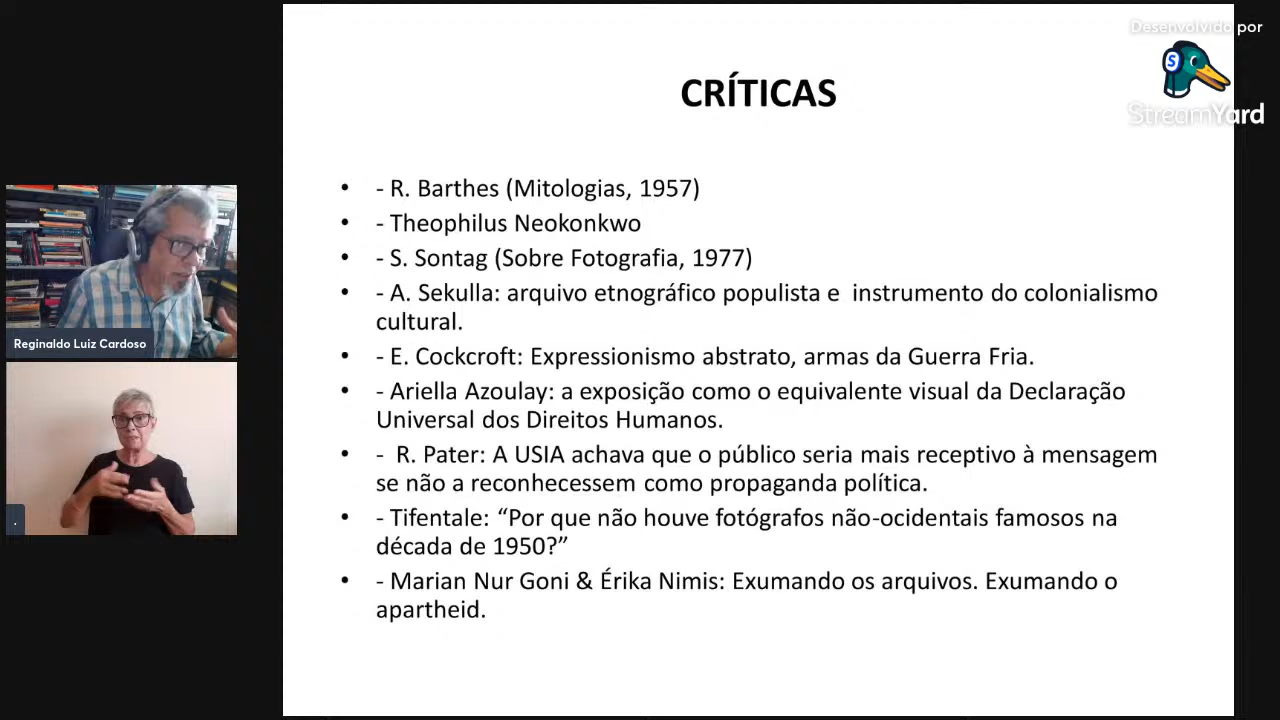 Desenvolvido por
StreamYard
CRÍTICAS
• - R. Barthes (Mitologias, 1957)
• - Theophilus Neokonkwo
• - S. Sontag (Sobre Fotografia, 1977)
• - A. Sekulla: arquivo etnográfico populista e instrumento do colonialismo
cultural.
• - E. Cockcroft: Expressionismo abstrato, armas da Guerra Fria.
• - Ariella Azoulay: a exposição como o equivalente visual da Declaração
Universal dos Direitos Humanos.
• - R. Pater: A USIA achava que o público seria mais receptivo à mensagem
se não a reconhecessem como propaganda política.
• - Tifentale: “Por que não houve fotógrafos não-ocidentais famosos na
década de 1950?”
• - Marian Nur Goni & Érika Nimis: Exumando os arquivos. Exumando o
apartheid.
Reginaldo Luiz Cardoso
.